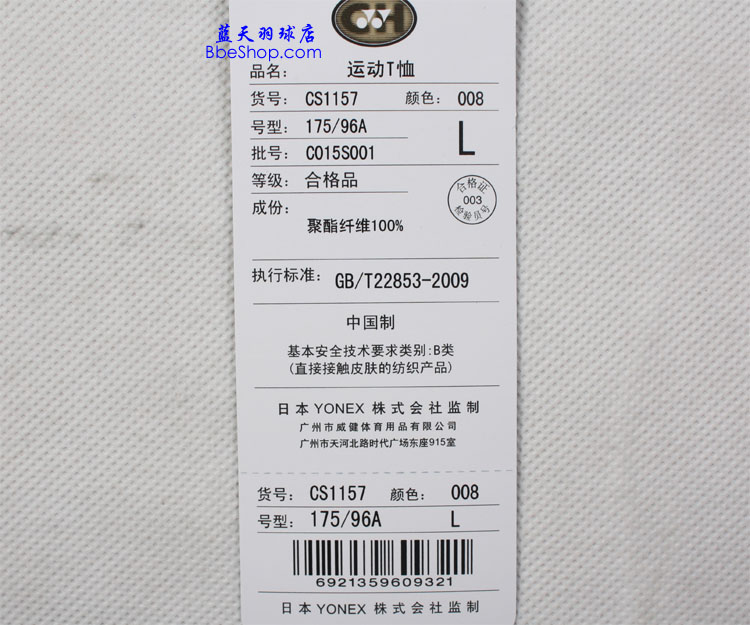 蓝天羽球店
BbeShop.com
品名： 运动T恤
货号： CS1157 颜色： 008
号型： 175/96A L
批号： C015S001
等级： 合格品
合格证
003
检验员号
成份：
聚酯纤维100%
执行标准： GB/T22853-2009
中国制
基本安全技术要求类别:B类
(直接接触皮肤的纺织产品)
日本 YONEX 株式会社监制
广州市威健体育用品有限公司
广州市天河北路时代广场东座915室
货号： CS1157 颜色： 008
号型： 175/96A L
6921359609321
日本 YONEX 株式会社监制